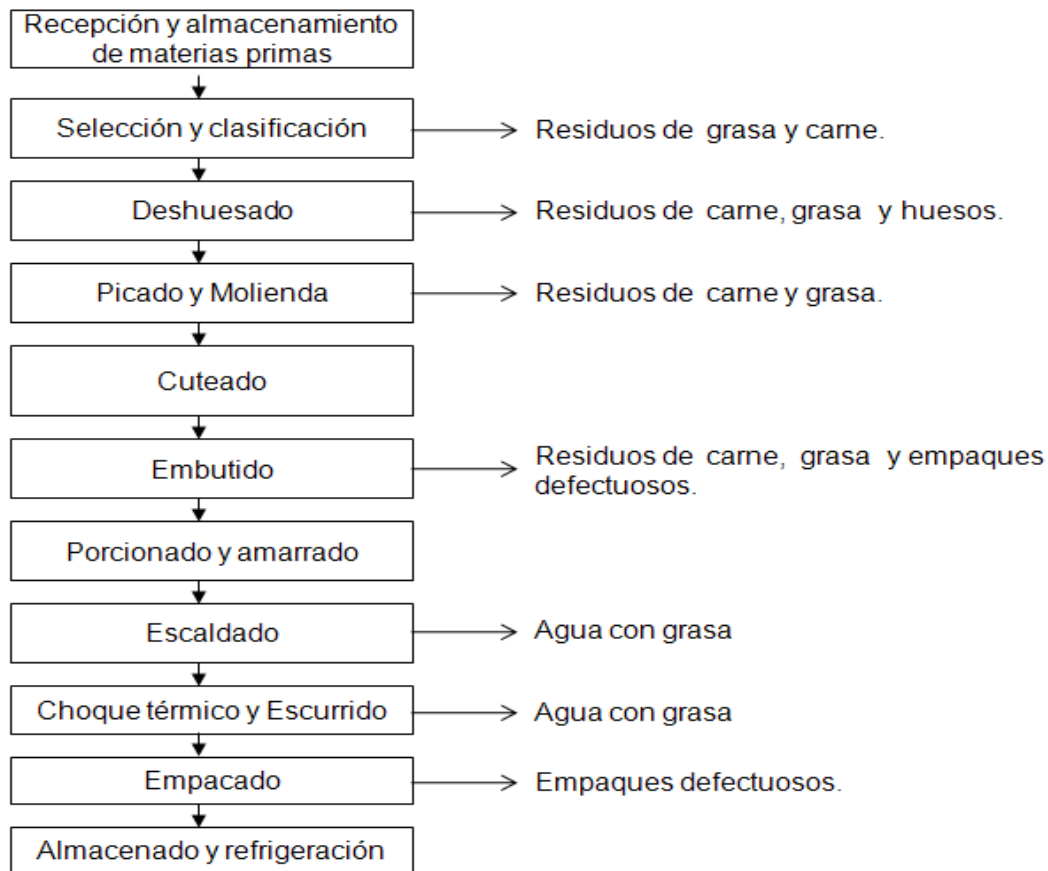 Recepción y almacenamiento
de materias primas
Selección y clasificación
Residuos de grasa y carne.
Deshuesado
Residuos de carne, grasa y huesos.
Picado y Molienda
Residuos de carne y grasa.
Cuteado
Embutido
Residuos de carne, grasa y empaques
defectuosos.
Porcionado y amarrado
Escaldado
Agua con grasa
Choque térmico y Escurrido
Agua con grasa
Empacado
Empaques defectuosos.
Almacenado y refrigeración